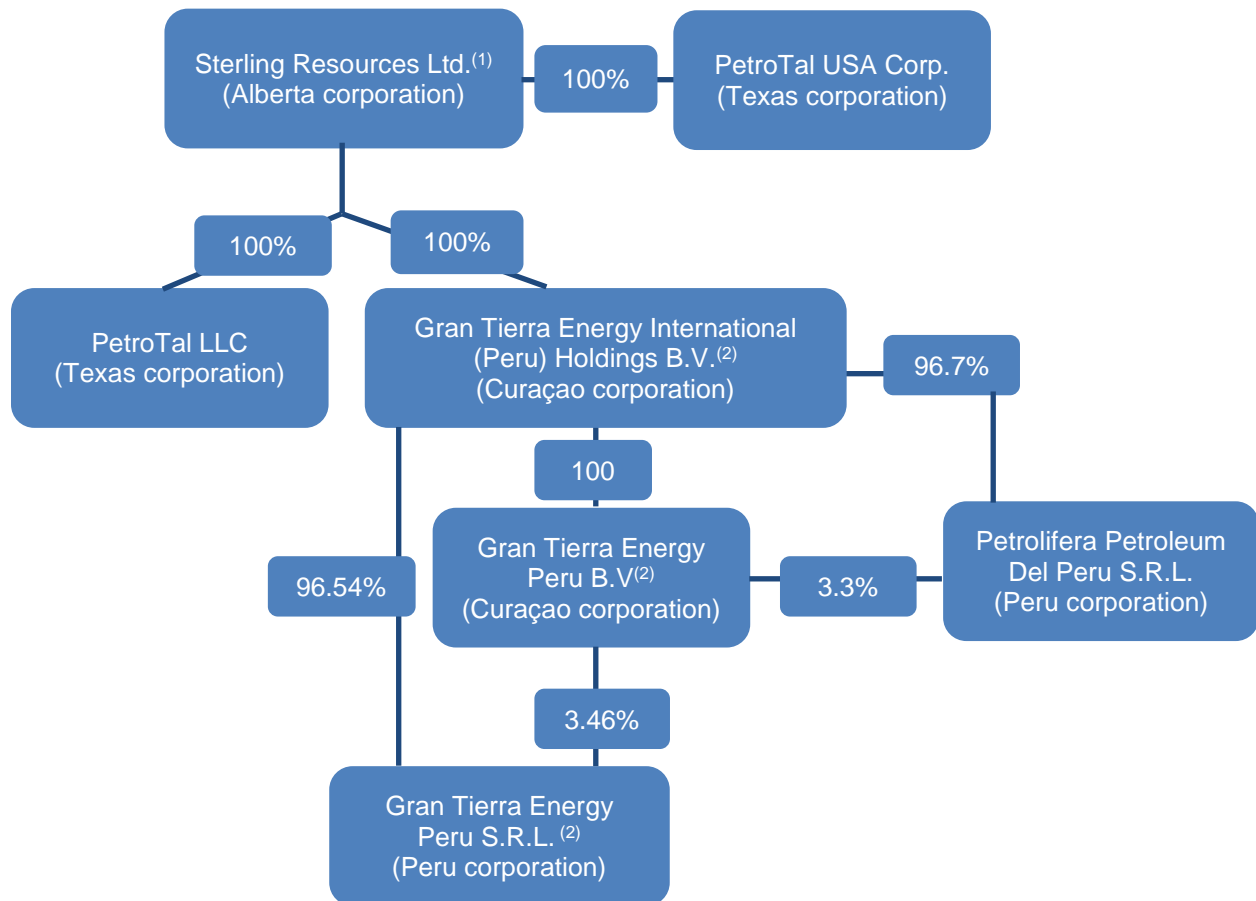 Sterling Resources Ltd.(1)
(Alberta corporation)
100%
PetroTal USA Corp.
(Texas corporation)
100%
100%
PetroTal LLC
(Texas corporation)
Gran Tierra Energy International
(Peru) Holdings B.V.(2)
(Curaçao corporation)
96.7%
100
Gran Tierra Energy
Peru B.V(2)
(Curaçao corporation)
96.54%
3.3%
Petrolifera Petroleum
Del Peru S.R.L.
(Peru corporation)
3.46%
Gran Tierra Energy
Peru S.R.L. (2)
(Peru corporation)